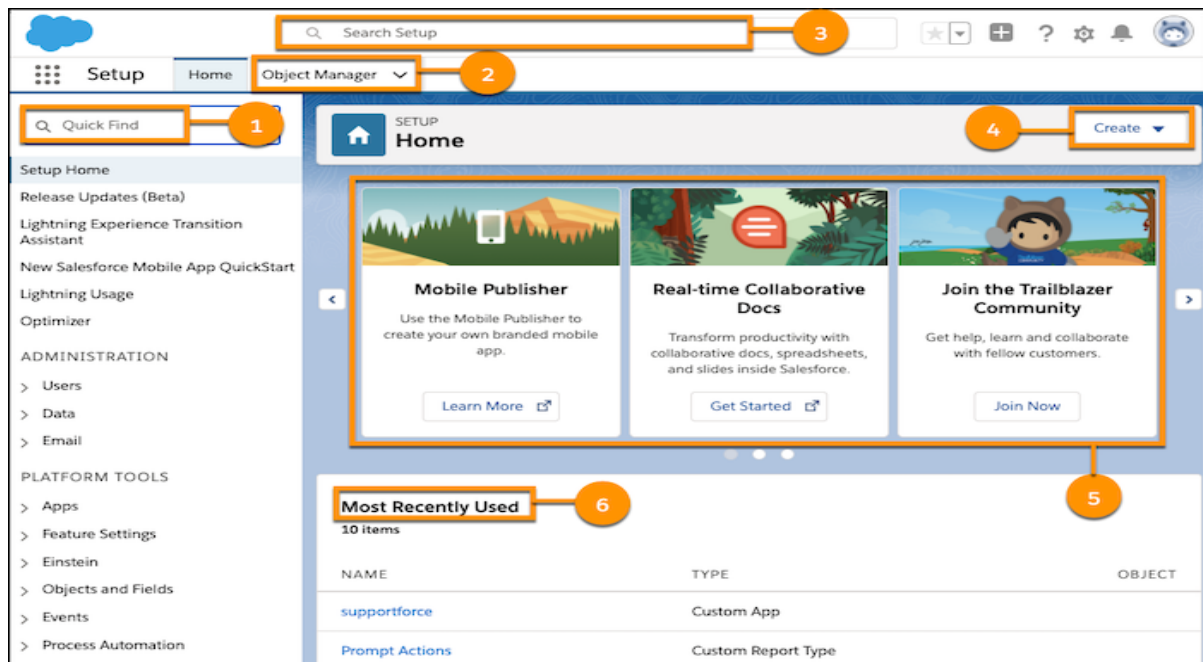 Search Setup
3
?
Setup
Home
Object Manager
2
Quick Find
1
SETUP
Home
4
Create
Setup Home
Release Updates (Beta)
Lightning Experience Transition
Assistant
New Salesforce Mobile App QuickStart
Lightning Usage
Optimizer
ADMINISTRATION
> Users
> Data
> Email
PLATFORM TOOLS
> Apps
> Feature Settings
> Einstein
> Objects and Fields
> Events
> Process Automation
Mobile Publisher
Use the Mobile Publisher to
create your own branded mobile
app.
Learn More
Real-time Collaborative
Docs
Transform productivity with
collaborative docs, spreadsheets,
and slides inside Salesforce.
Get Started
Join the Trailblazer
Community
Get help, learn and collaborate
with fellow customers.
Join Now
5
Most Recently Used
6
10 items
NAME TYPE OBJECT
supportforce Custom App
Prompt Actions Custom Report Type